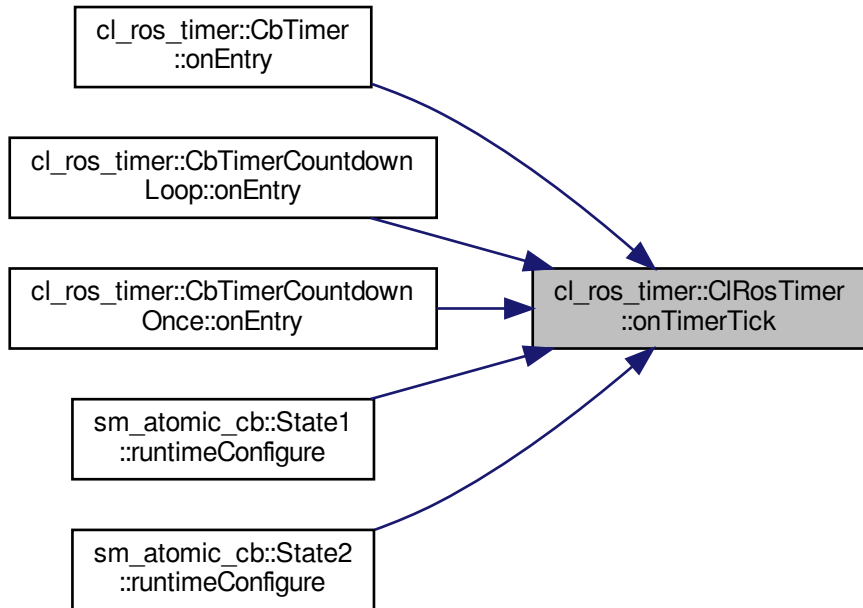 cl_ros_timer::CbTimer
::onEntry
cl_ros_timer::CbTimerCountdown
Loop::onEntry
cl_ros_timer::CbTimerCountdown
Once::onEntry
cl_ros_timer::ClRosTimer
::onTimerTick
sm_atomic_cb::State1
::runtimeConfigure
sm_atomic_cb::State2
::runtimeConfigure